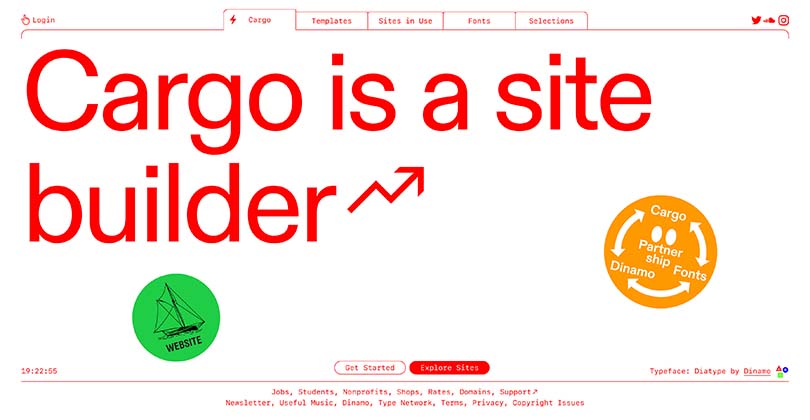 Login
Cargo
Templates
Sites in Use
Fonts
Selections
Cargo is a site
builder
Cargo
Partner
ship
Dinamo
Fonts
WEBSITE
19:22:55
Get Started
Explore Sites
Typeface: Diatype by Dinamo
Jobs, Students, Nonprofits, Shops, Rates, Domains, Support↗
Newsletter, Useful Music, Dinamo, Type Network, Terms, Privacy, Copyright Issues